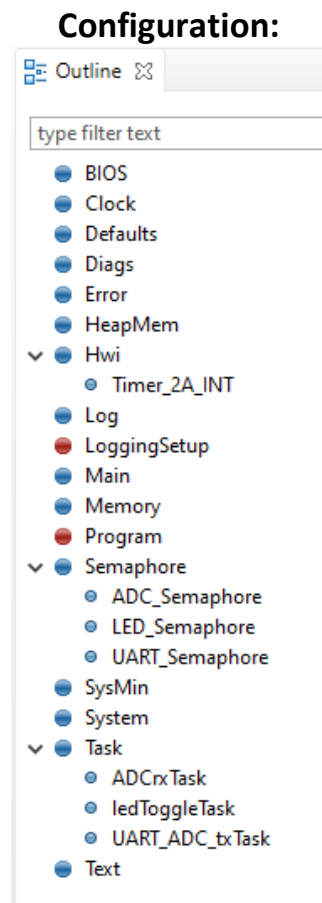 Configuration:
Outline
type filter text
BIOS
Clock
Defaults
Diags
Error
HeapMem
Hwi
Timer_2A_INT
Log
LoggingSetup
Main
Memory
Program
Semaphore
ADC_Semaphore
LED_Semaphore
UART_Semaphore
SysMin
System
Task
ADCrxTask
ledToggleTask
UART_ADC_txTask
Text